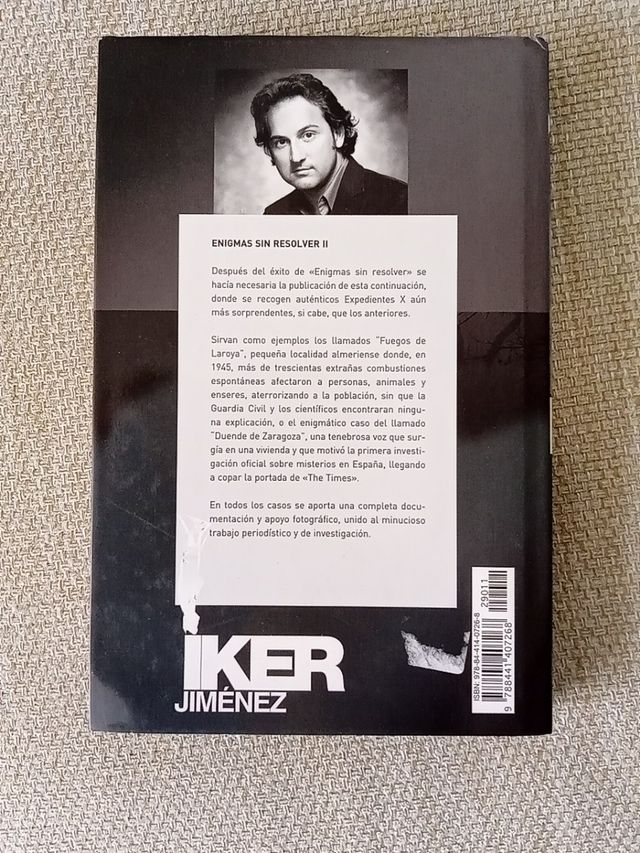 ENIGMAS SIN RESOLVER II
Después del éxito de «Enigmas sin resolver» se
hacía necesaria la publicación de esta continuación,
donde se recogen auténticos Expedientes X aún
más sorprendentes, si cabe, que los anteriores.
Sirvan como ejemplos los llamados "Fuegos de
Laroya", pequeña localidad almeriense donde, en
1945, más de trescientas extrañas combustiones
espontáneas afectaron a personas, animales y
enseres, aterrorizando a la población, sin que la
Guardia Civil y los científicos encontraran ningu-
na explicación, o el enigmático caso del llamado
"Duende de Zaragoza", una tenebrosa voz que sur-
gía en una vivienda y que motivó la primera investi-
gación oficial sobre misterios en España, llegando
a copar la portada de «The Times».
En todos los casos se aporta una completa docu-
mentación y apoyo fotográfico, unido al minucioso
trabajo periodístico y de investigación.
IKER
JIMÉNEZ
ISBN: 978-84-414-0726-8
29011
9 788441 407268